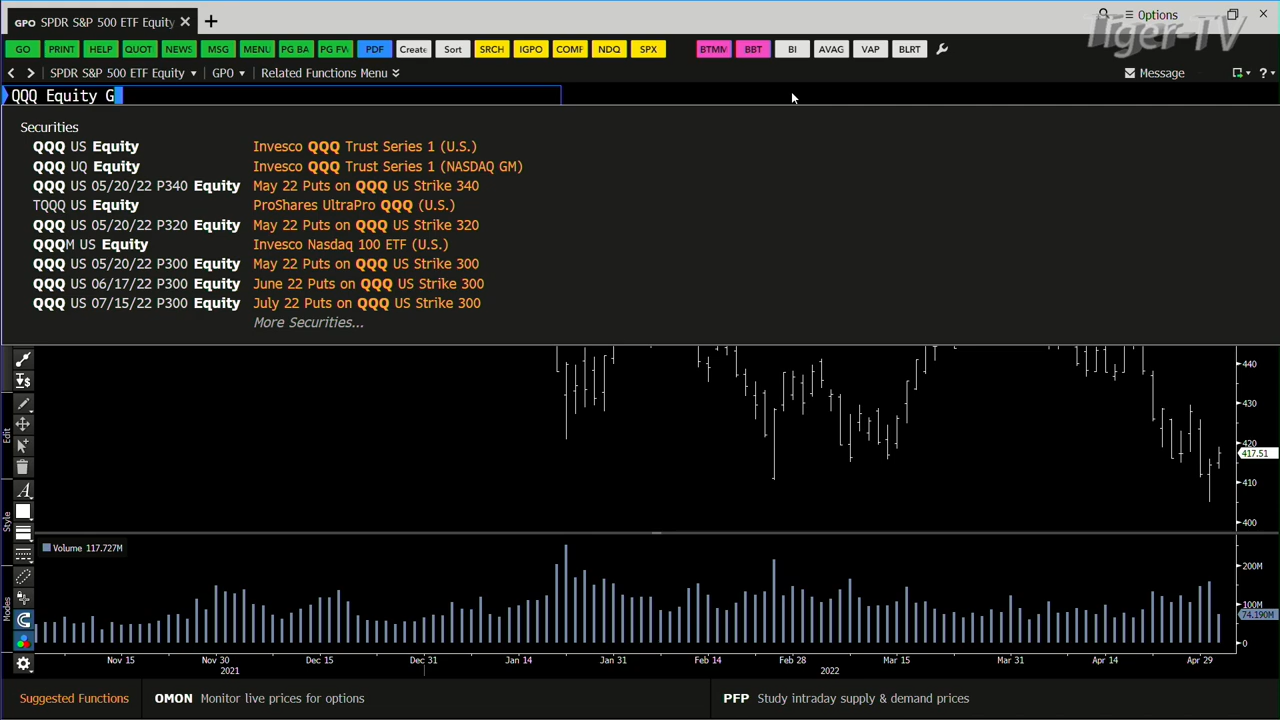 GPO SPDR S&P 500 ETF Equity
Options
Tiger-TV
GO PRINT HELP QUOT NEWS MSG MENU PG BA PG FW PDF Create Sort SRCH IGPO COMF NDQ SPX BTMM BBT BI AVAG VAP BLRT
SPDR S&P 500 ETF Equity GPO Related Functions Menu Message ?
QQQ Equity G
Securities
QQQ US Equity Invesco QQQ Trust Series 1 (U.S.)
QQQ UQ Equity Invesco QQQ Trust Series 1 (NASDAQ GM)
QQQ US 05/20/22 P340 Equity May 22 Puts on QQQ US Strike 340
TQQQ US Equity ProShares UltraPro QQQ (U.S.)
QQQ US 05/20/22 P320 Equity May 22 Puts on QQQ US Strike 320
QQQM US Equity Invesco Nasdaq 100 ETF (U.S.)
QQQ US 05/20/22 P300 Equity May 22 Puts on QQQ US Strike 300
QQQ US 06/17/22 P300 Equity June 22 Puts on QQQ US Strike 300
QQQ US 07/15/22 P300 Equity July 22 Puts on QQQ US Strike 300
More Securities...
440
430
Edit
420
417.51
410
Style
400
Volume 117.727M
200M
Modes
100M
74.190M
0
Nov 15 Nov 30 Dec 15 Dec 31 Jan 14 Jan 31 Feb 14 Feb 28 Mar 15 Mar 31 Apr 14 Apr 29
2021 2022
Suggested Functions OMON Monitor live prices for options PFP Study intraday supply & demand prices